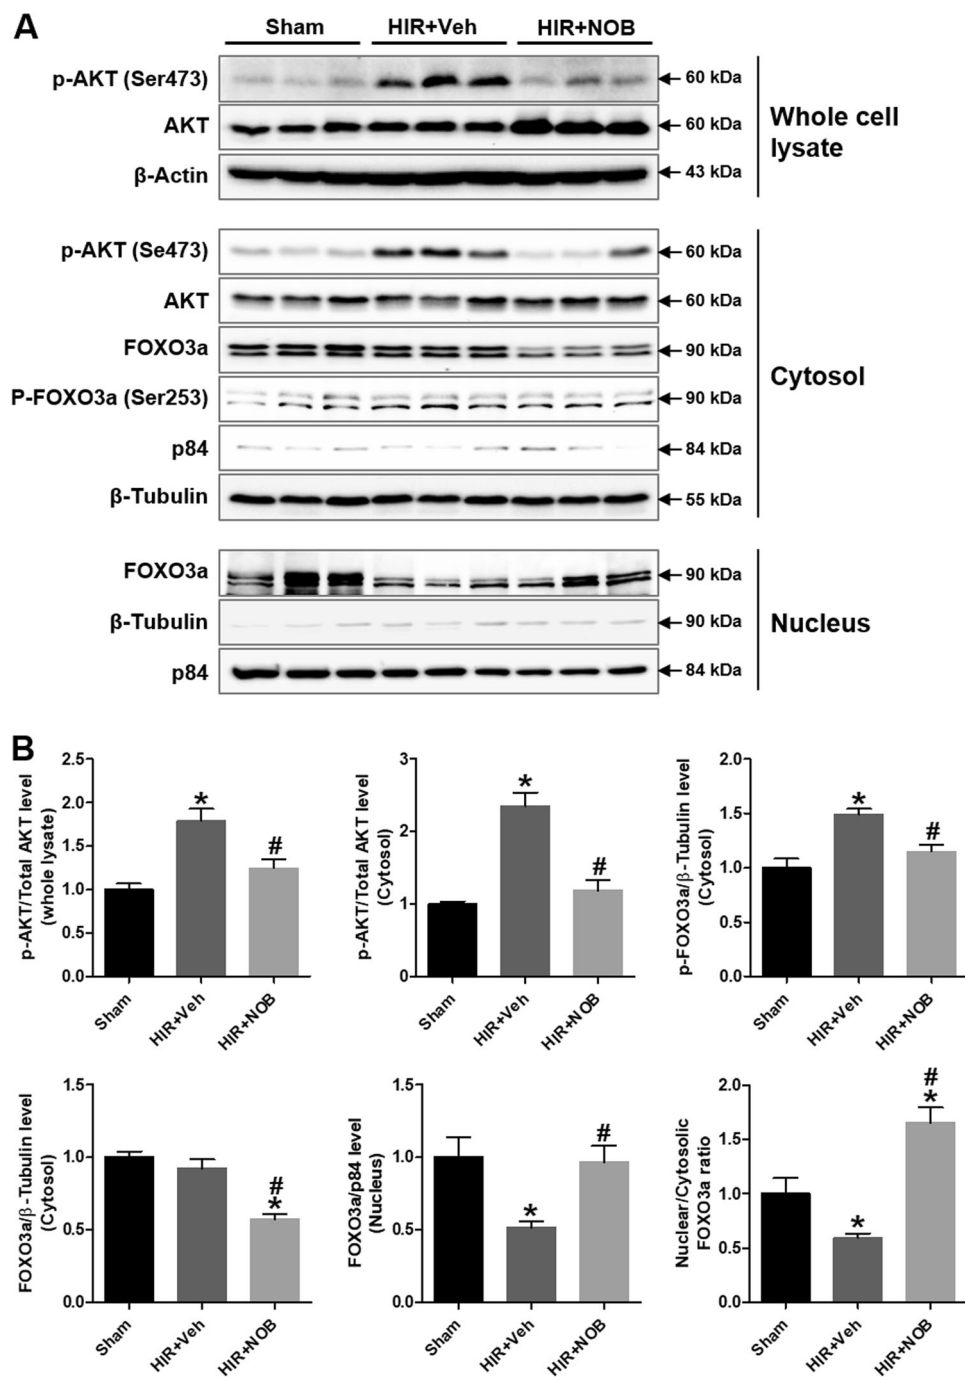 A
Sham HIR+Veh HIR+NOB
p-AKT (Ser473) 60 kDa
AKT 60 kDa
β-Actin 43 kDa
Whole cell
lysate
p-AKT (Se473) 60 kDa
AKT 60 kDa
FOXO3a 90 kDa
P-FOXO3a (Ser253) 90 kDa
p84 84 kDa
β-Tubulin 55 kDa
Cytosol
FOXO3a 90 kDa
β-Tubulin 90 kDa
p84 84 kDa
Nucleus
B
p-AKT/Total AKT level
(whole lysate)
2.5
2.0
1.5
1.0
0.5
0.0
*
#
Sham
HIR+Veh
HIR+NOB
p-AKT/Total AKT level
(Cytosol)
3
2
1
0
*
#
Sham
HIR+Veh
HIR+NOB
p-FOXO3a/β-Tubulin level
(Cytosol)
2.0
1.5
1.0
0.5
0.0
*
#
Sham
HIR+Veh
HIR+NOB
FOXO3a/β-Tubulin level
(Cytosol)
1.5
1.0
0.5
0.0
#
*
Sham
HIR+Veh
HIR+NOB
FOXO3a/p84 level
(Nucleus)
1.5
1.0
0.5
0.0
*
#
Sham
HIR+Veh
HIR+NOB
Nuclear/Cytosolic
FOXO3a ratio
2.0
1.5
1.0
0.5
0.0
*
#
*
Sham
HIR+Veh
HIR+NOB